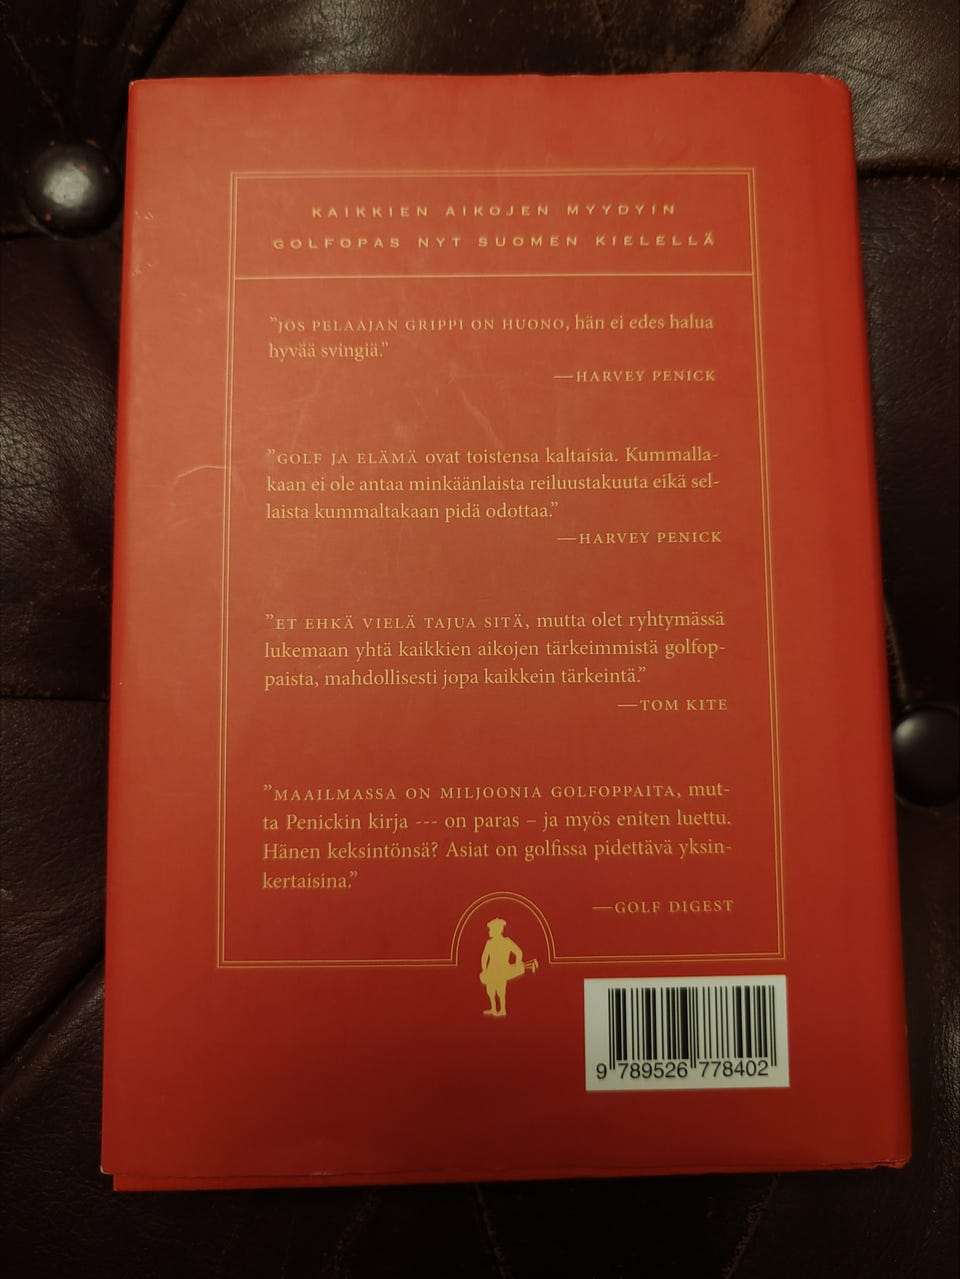 KAIKKIEN AIKOJEN MYYDYIN
GOLFOPAS NYT SUOMEN KIELELLÄ
”JOS PELAAJAN GRIPPI ON HUONO, hän ei edes halua
hyvää svingiä.”
—HARVEY PENICK
”GOLF JA ELÄMÄ ovat toistensa kaltaisia. Kummalla-
kaan ei ole antaa minkäänlaista reiluustakuuta eikä sel-
laista kummaltakaan pidä odottaa.”
—HARVEY PENICK
”ET EHKÄ VIELÄ TAJUA SITÄ, mutta olet ryhtymässä
lukemaan yhtä kaikkien aikojen tärkeimmistä golfop-
paista, mahdollisesti jopa kaikkein tärkeintä.”
—TOM KITE
”MAAILMASSA ON MILJOONIA GOLFOPPAITA, mut-
ta Penickin kirja --- on paras – ja myös eniten luettu.
Hänen keksintönsä? Asiat on golfissa pidettävä yksin-
kertaisina.”
—GOLF DIGEST
9 789526 778402